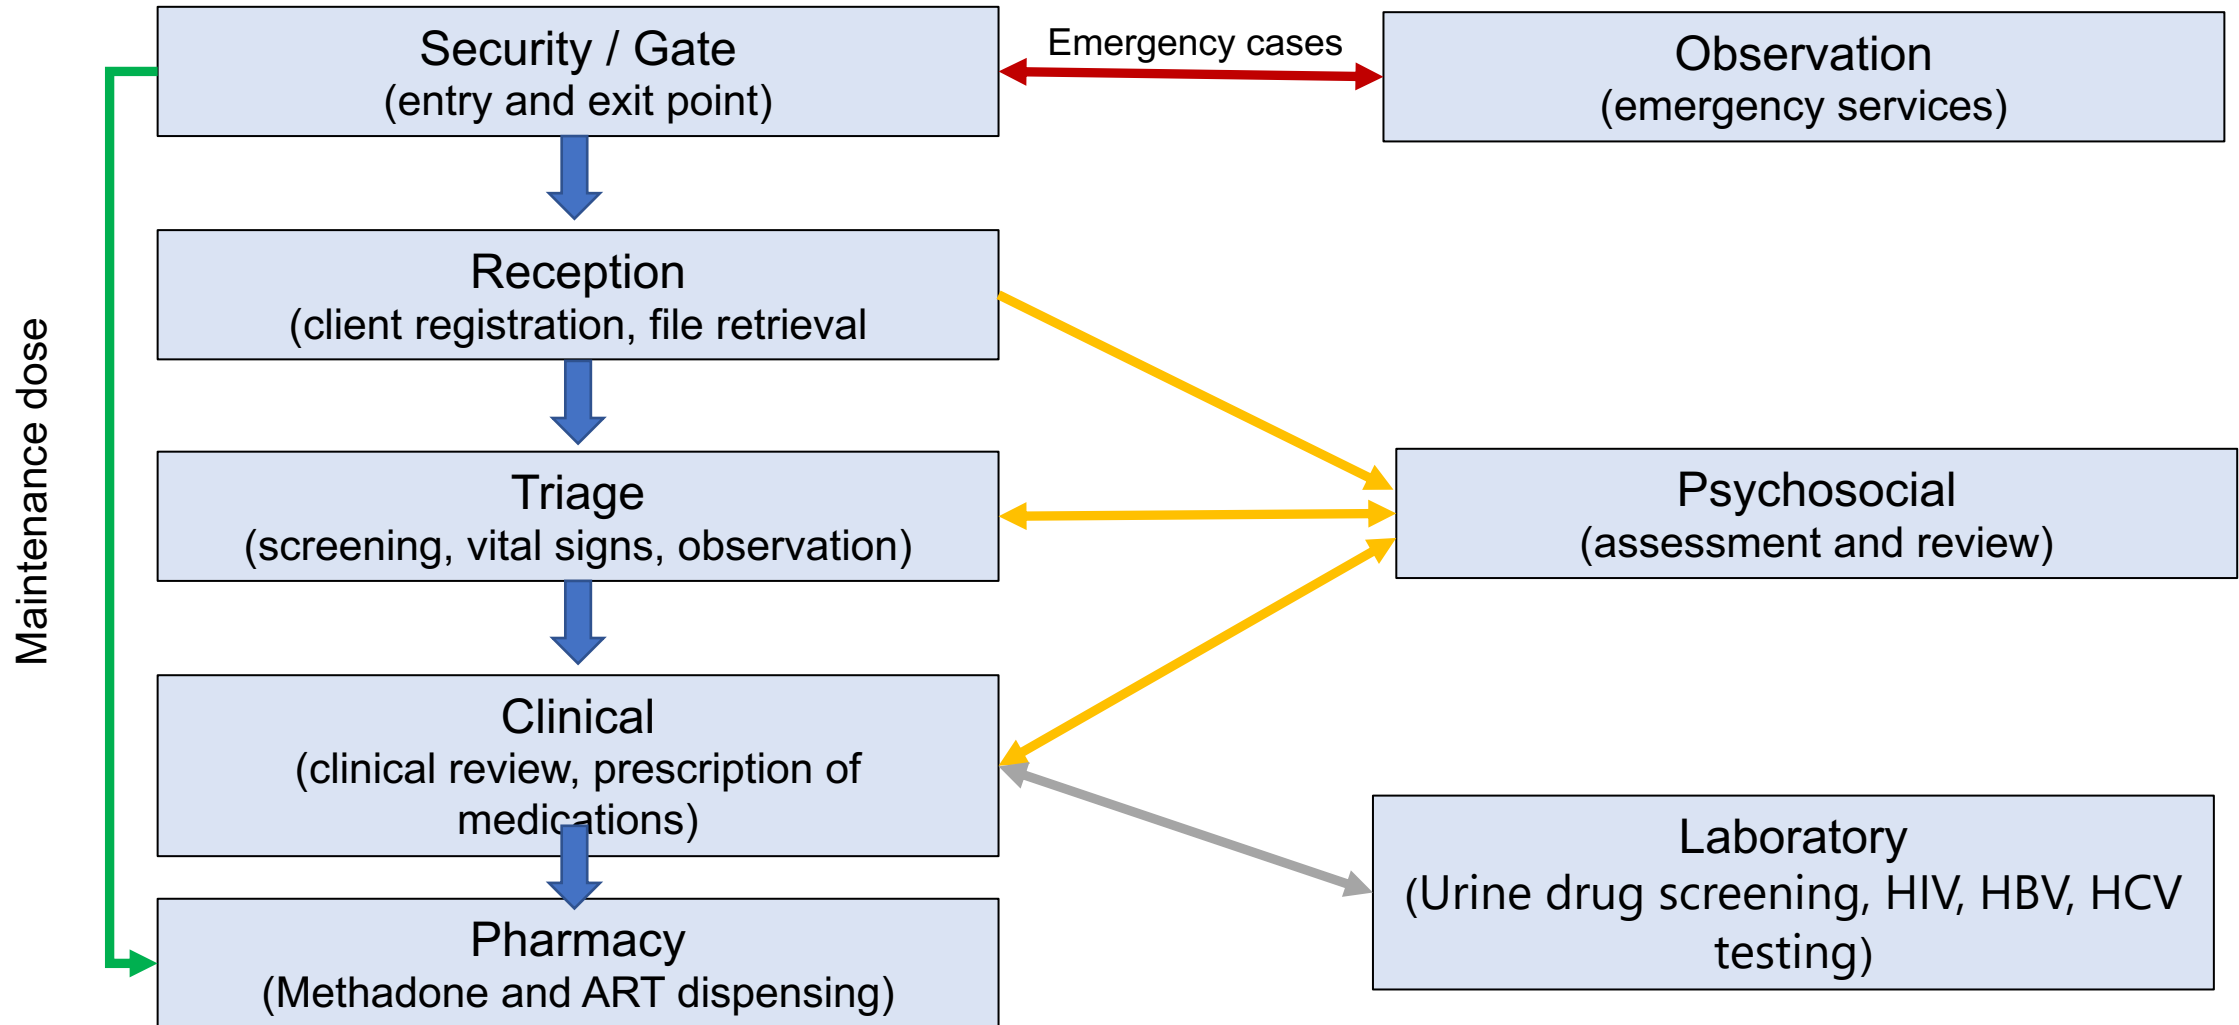 Security / Gate
(entry and exit point)
Emergency cases
Observation
(emergency services)
Reception
(client registration, file retrieval
Maintenance dose
Triage
(screening, vital signs, observation)
Psychosocial
(assessment and review)
Clinical
(clinical review, prescription of
medications)
Laboratory
(Urine drug screening, HIV, HBV, HCV
testing)
Pharmacy
(Methadone and ART dispensing)